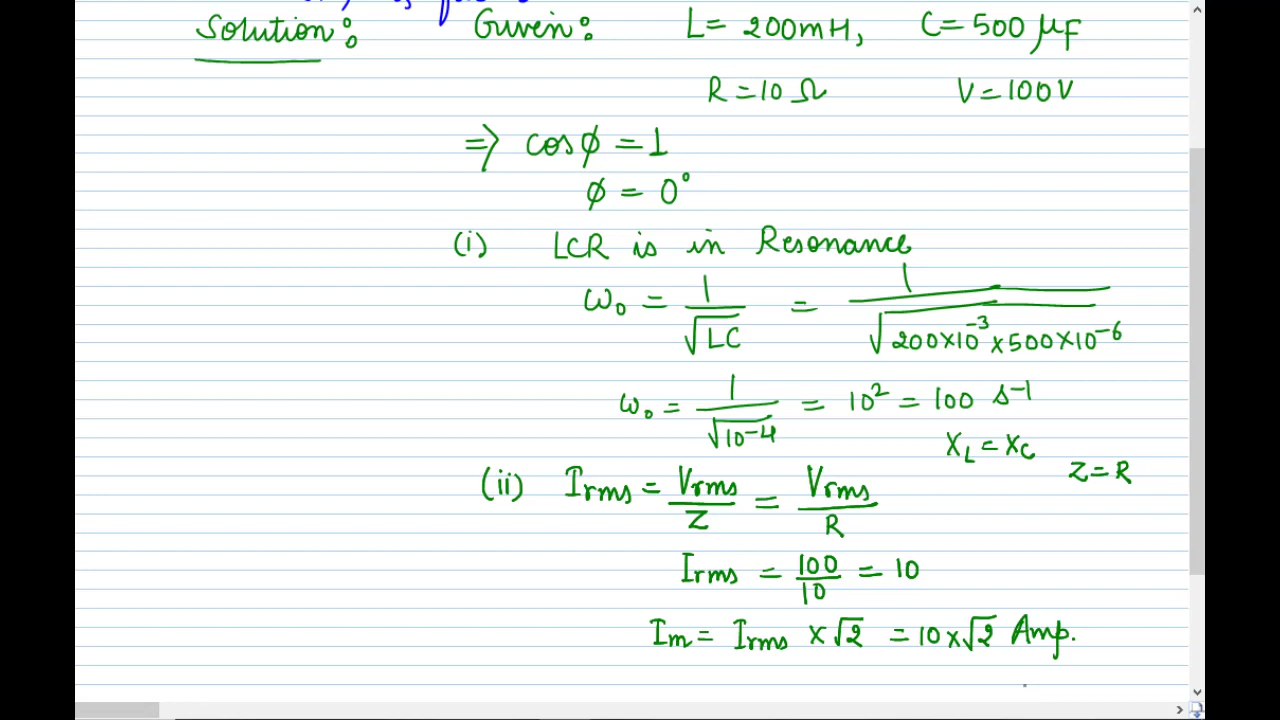 Solution: Given: L = 200mH, C = 500 μF
R = 10 Ω V = 100V
⇒ cosϕ = 1
ϕ = 0°
(i) LCR is in Resonance
ω₀ = 1/√LC = 1/√200×10⁻³×500×10⁻⁶
ω₀ = 1/√10⁻⁴ = 10² = 100 s⁻¹
X_L = X_C
Z = R
(ii) Irms = Vrms/Z = Vrms/R
Irms = 100/10 = 10
Im = Irms × √2 = 10 × √2 Amp.